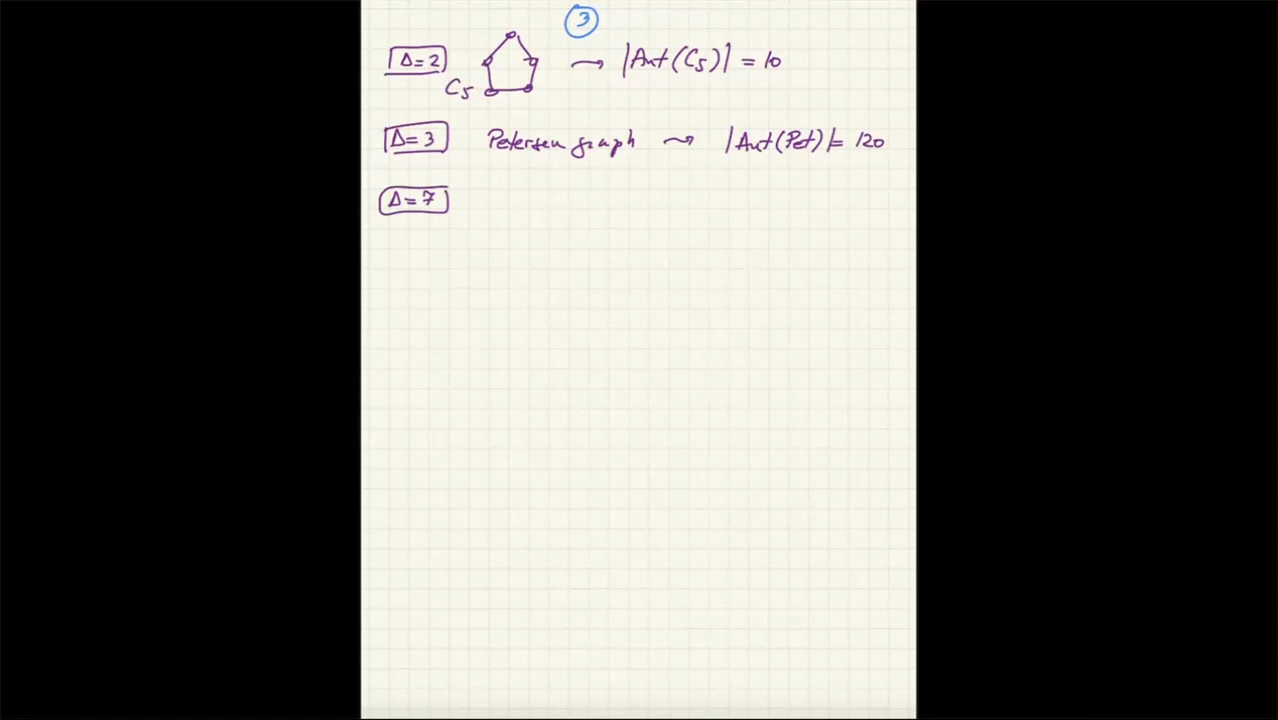 3
Δ=2 C5 ⇝ |Aut(C5)| = 10
Δ=3 Petersen graph ⇝ |Aut(Pet)|= 120
Δ=7